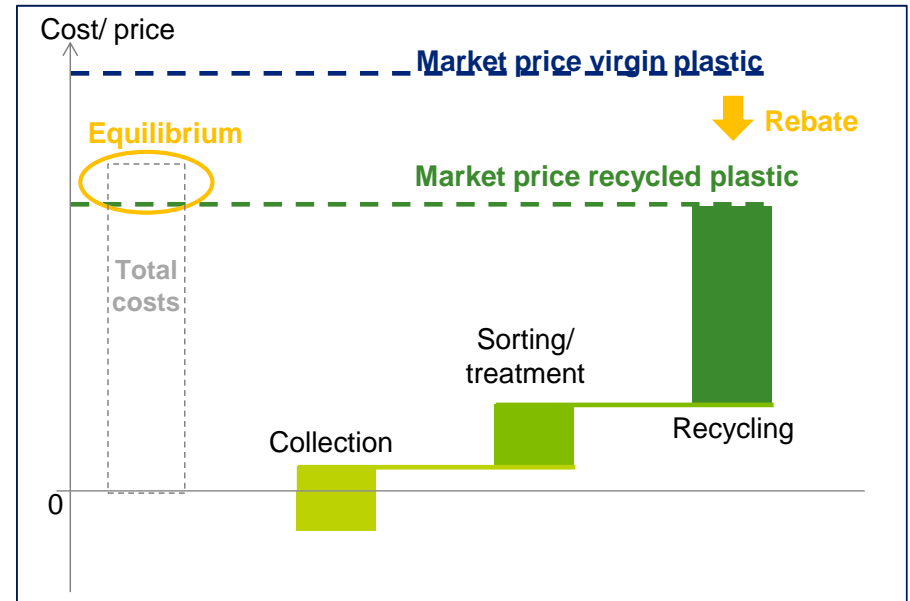 Cost/ price
Market price virgin plastic
Rebate
Equilibrium
Market price recycled plastic
Total
costs
Sorting/
treatment
Collection
Recycling
0